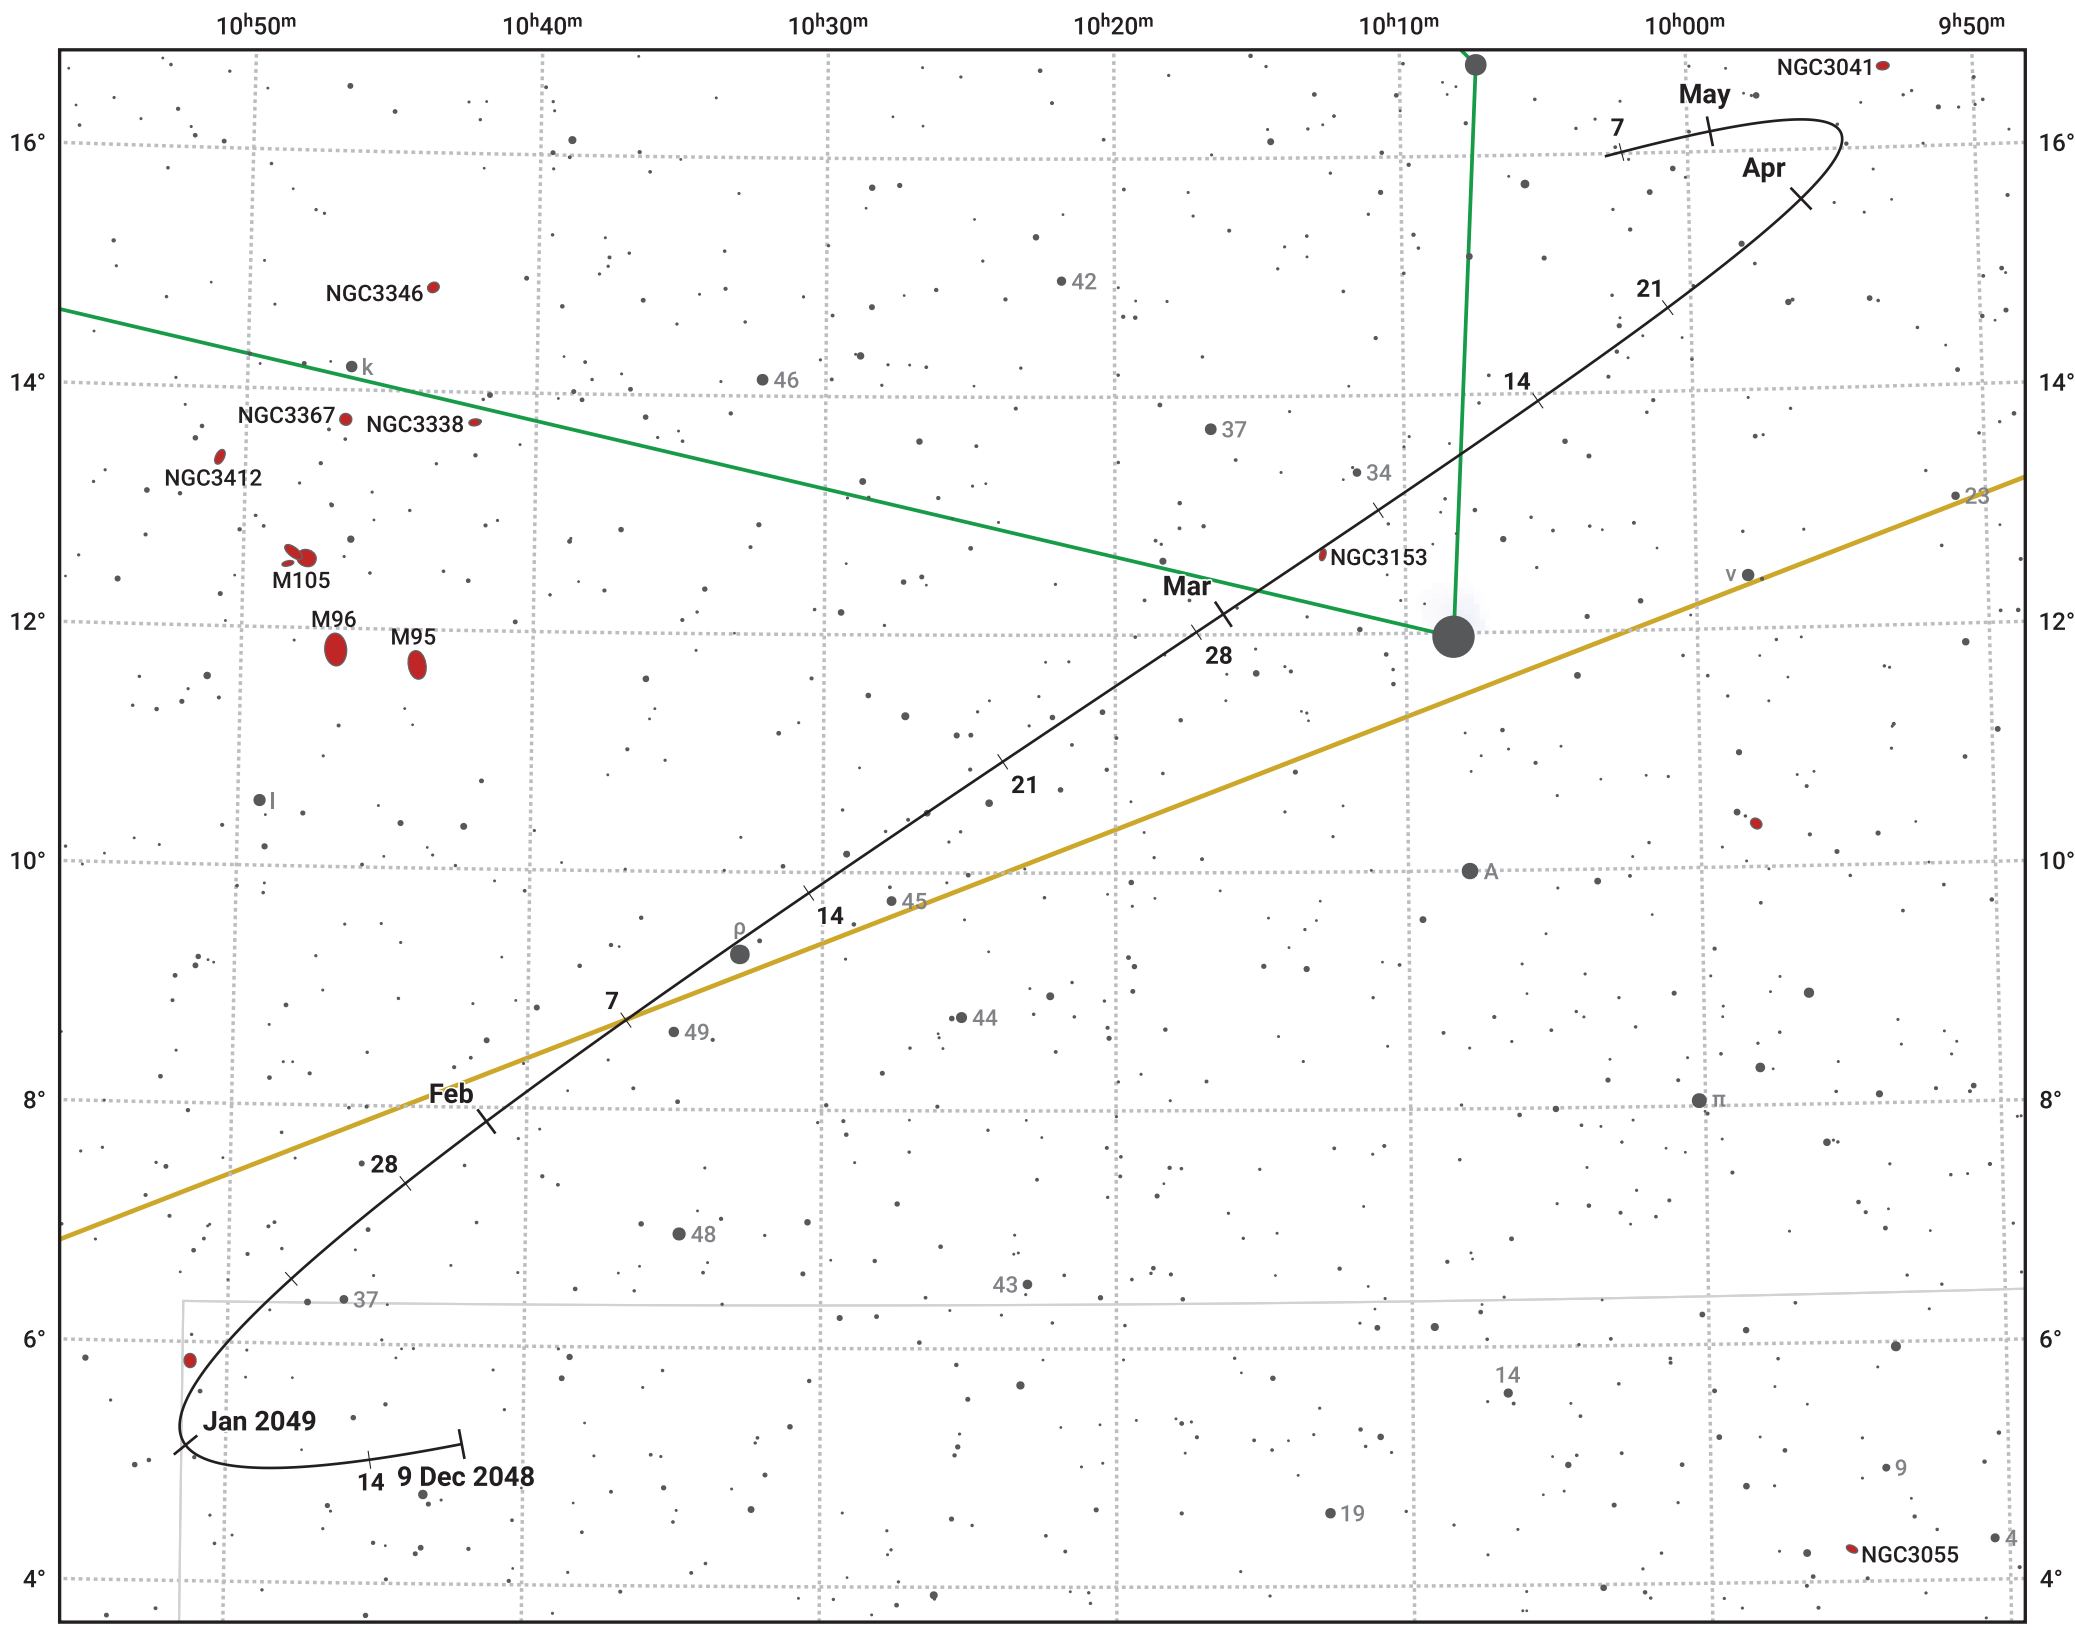 10h50m 10h40m 10h30m 10h20m 10h10m 10h00m 9h50m
NGC3041
May
7
16° 16°
Apr
42
21
NGC3346
k
46
14
14° 14°
NGC3367 NGC3338
37
34
NGC3412
23
NGC3153
M105
Mar
ν
M96
12° 12°
M95
28
21
l
10° 10°
A
45
14
ρ
7
44
49
Feb
8° 8°
π
28
48
43
37
6° 6°
14
Jan 2049
14 9 Dec 2048
9
19
4
NGC3055
4° 4°